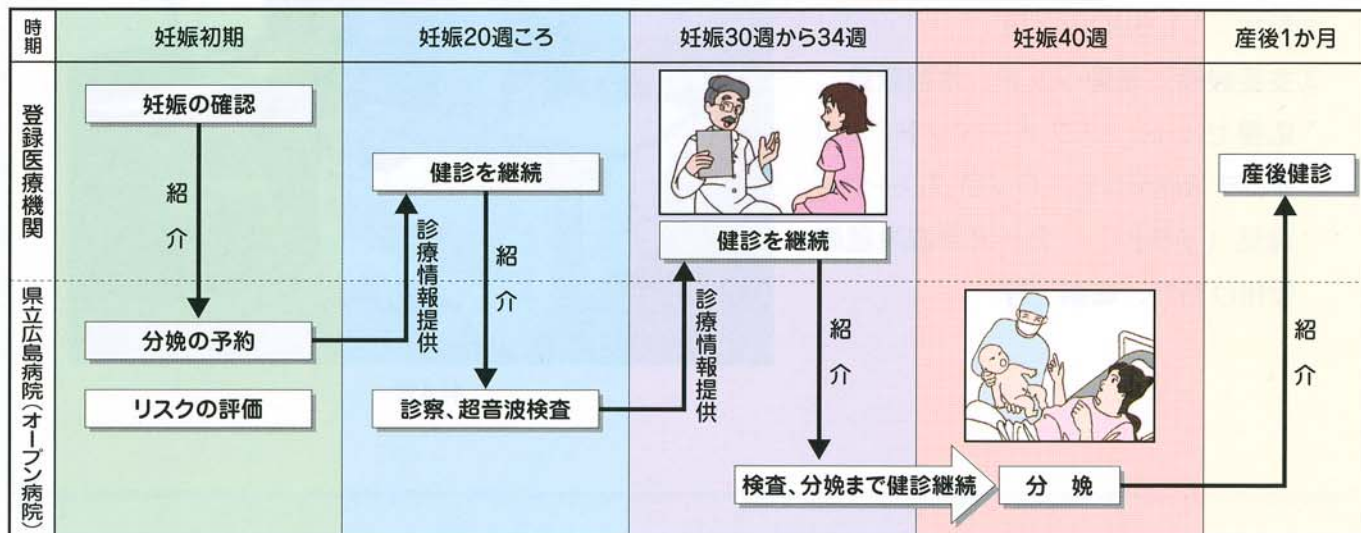 時期
妊娠初期
妊娠20週ころ
妊娠30週から34週
妊娠40週
産後1か月
登録医療機関
妊娠の確認
紹介
健診を継続
診療情報提供
紹介
健診を継続
診療情報提供
紹介
産後健診
紹介
県立広島病院(オープン病院)
分娩の予約
リスクの評価
診察、超音波検査
検査、分娩まで健診継続
分娩